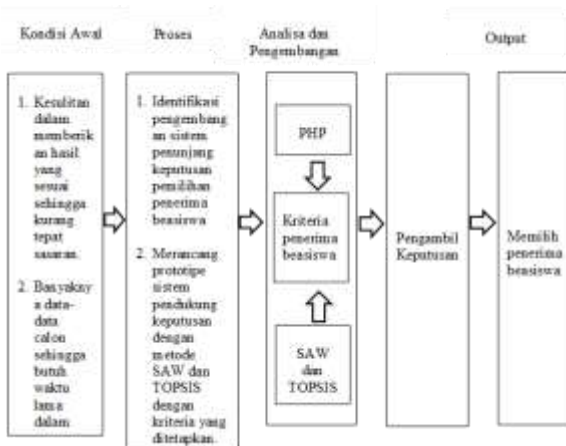 Kondisi Awal
Proses
Analisa dan
Pengembangan
Output
1. Kesulitan
dalam
memberik
an hasil
yang
sesuai
sehingga
kurang
tepat
sasaran.
2. Banyakny
a data-
data
calon
sehingga
butuh
waktu
lama
dalam
1. Identifikasi
pengembang
an sistem
penunjang
keputusan
pemilihan
penerima
beasiswa
2. Merancang
prototipe
sistem
pendukung
keputusan
dengan
metode
SAW dan
TOPSIS
dengan
kriteria yang
ditetapkan.
PHP
Kriteria
penerima
beasiswa
SAW
dan
TOPSIS
Pengambil
Keputusan
Memilih
penerima
beasiswa